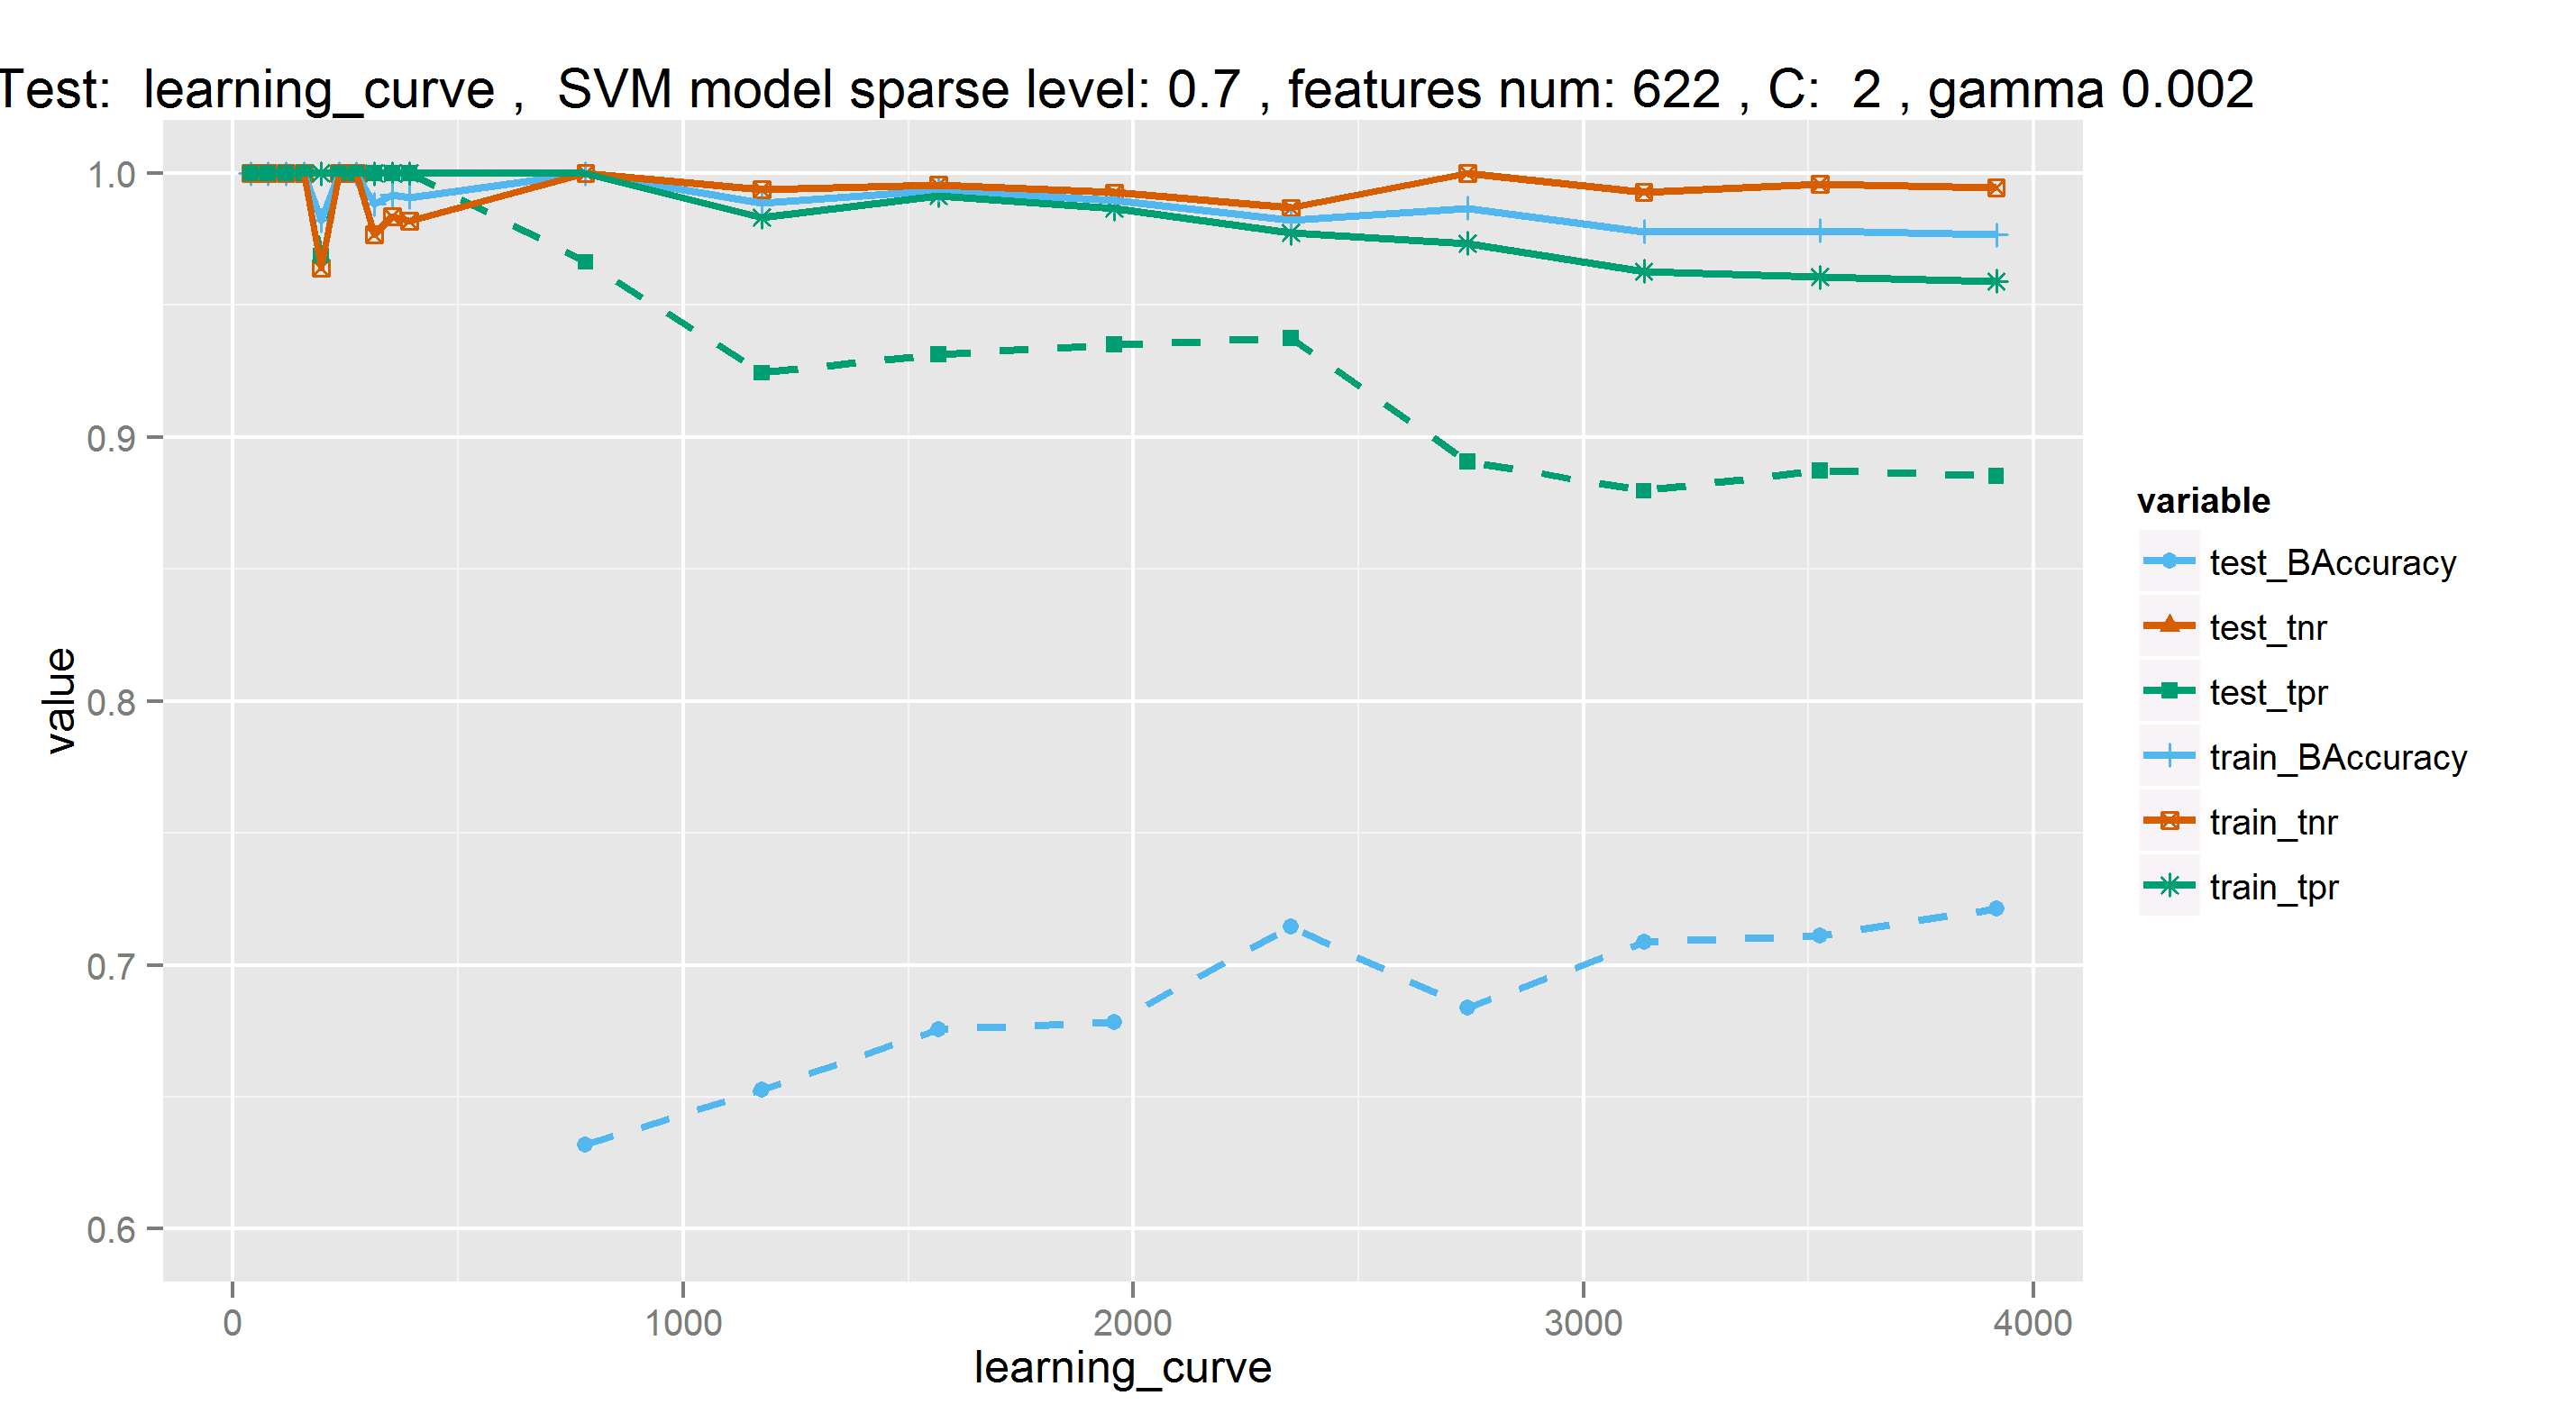 Test:  learning_curve ,  SVM model sparse level: 0.7 , features num: 622 , C:  2 , gamma 0.002
1.0
0.9
0.8
0.7
0.6
value
0 1000 2000 3000 4000
learning_curve
variable
test_BAccuracy
test_tnr
test_tpr
train_BAccuracy
train_tnr
train_tpr